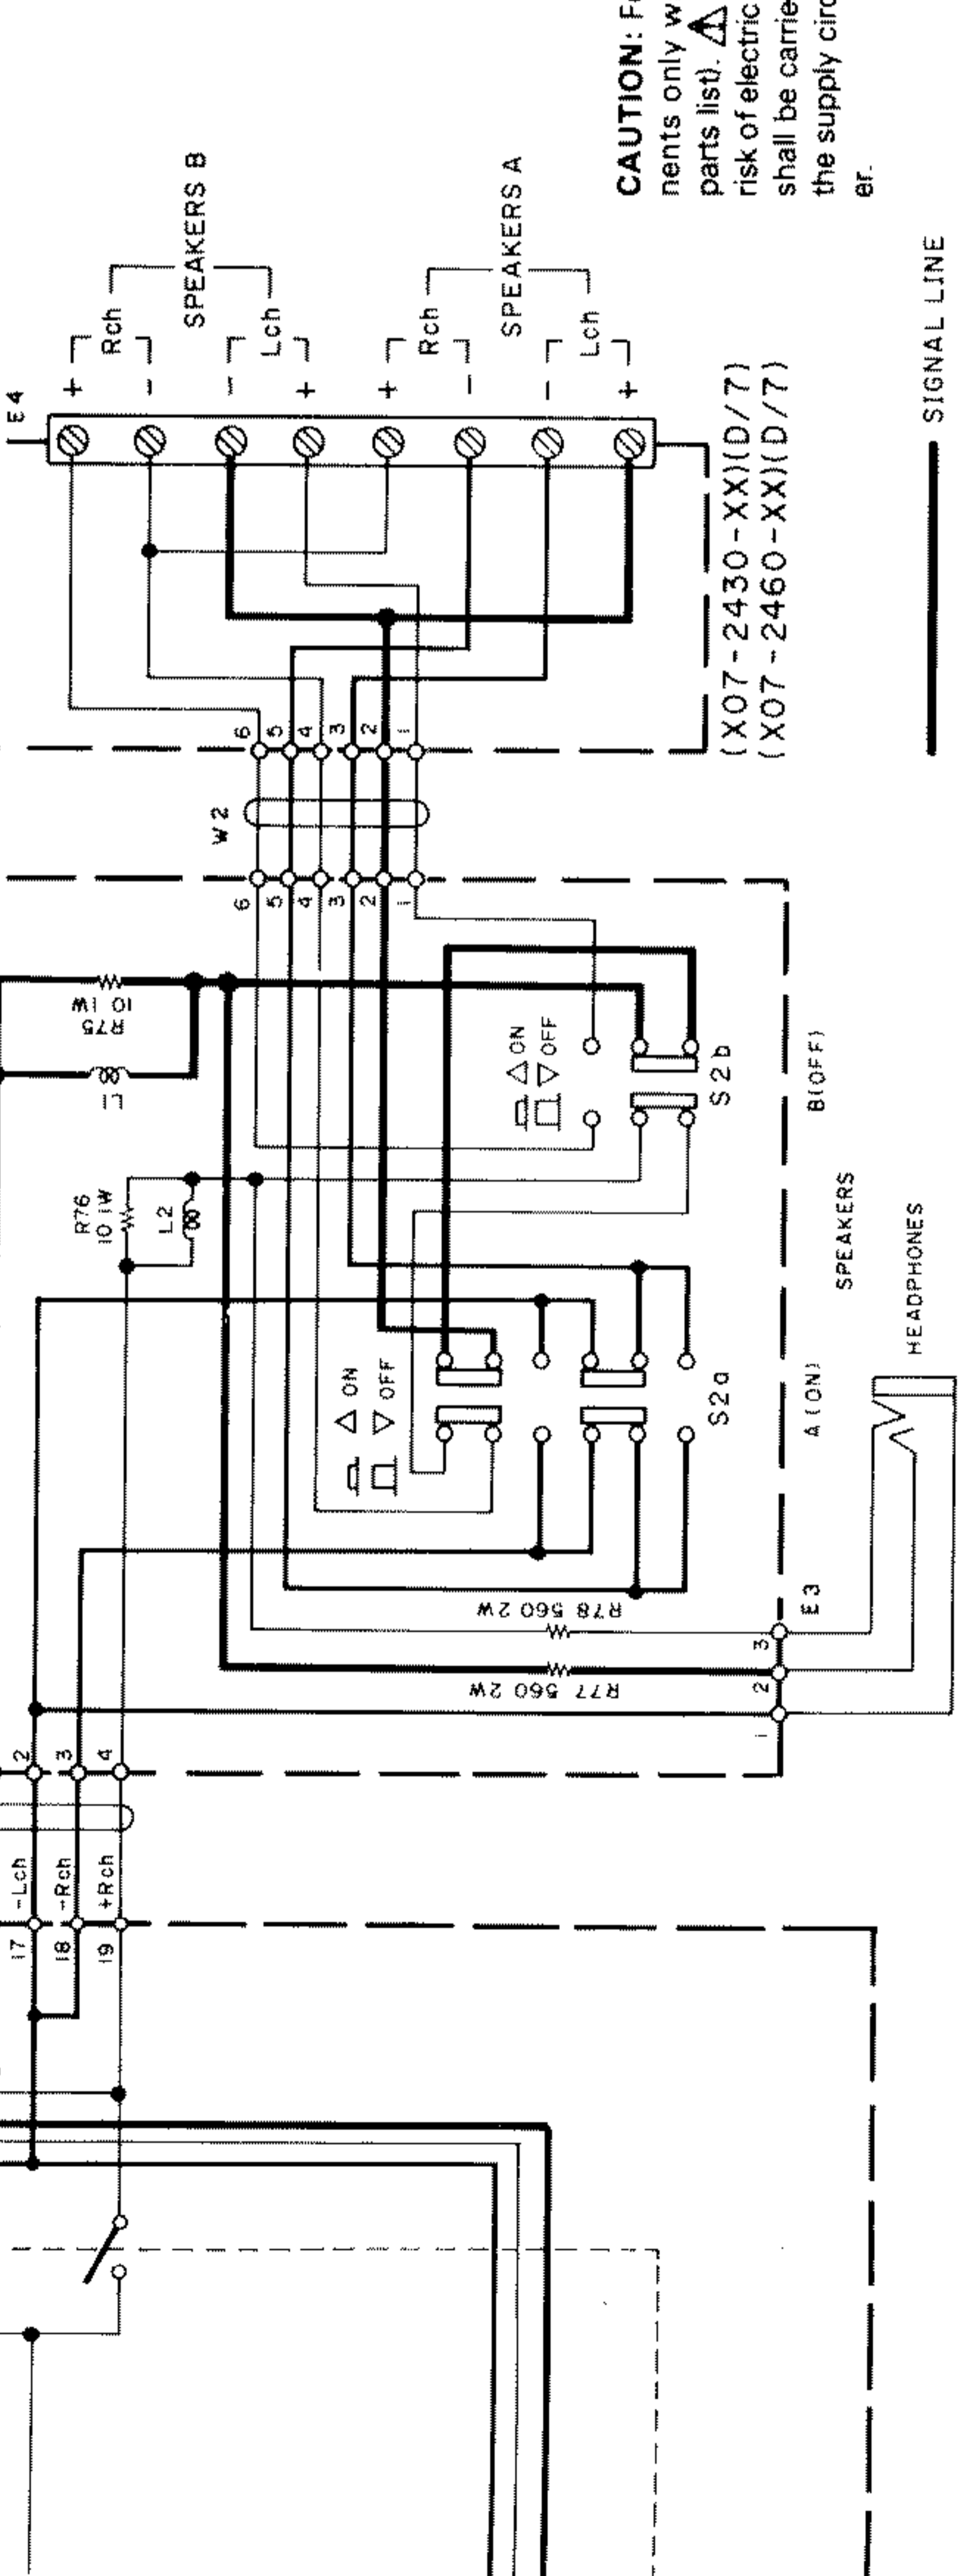 CAUTION: F
nents only w
parts list).
risk of electric
shall be carrie
the supply circ
er.
E4
+
-
-
+
+
-
-
+
Rch
Lch
SPEAKERS B
Rch
Lch
SPEAKERS A
(X07-2430-XX)(D/7)
(X07-2460-XX)(D/7)
SIGNAL LINE
6
5
4
3
2
1
W2
6
5
4
3
2
1
R75
10 1W
L1
ON
OFF
S2b
B(OFF)
R76
10 1W
L2
SPEAKERS
HEADPHONES
ON
OFF
S2a
A(ON)
R78 560 2W
R77 560 2W
E3
3
2
1
2
3
4
-Lch
-Rch
+Rch
17
18
19